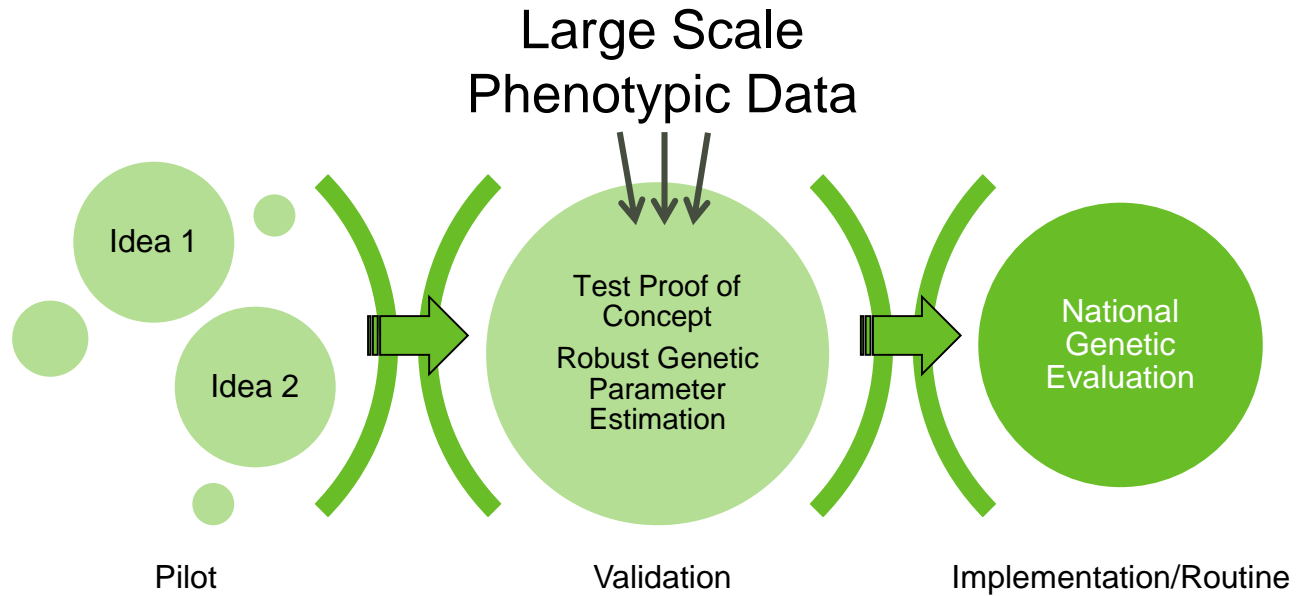 Large Scale
Phenotypic Data
Idea 1
Idea 2
Test Proof of
Concept
Robust Genetic
Parameter
Estimation
National
Genetic
Evaluation
Pilot
Validation
Implementation/Routine